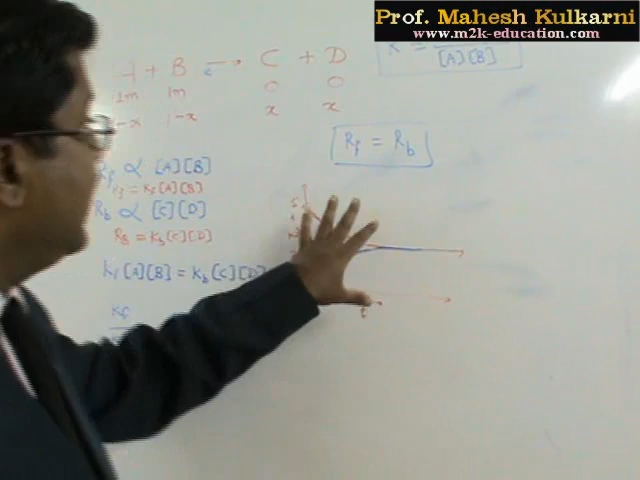 Prof. Mahesh Kulkarni
www.m2k-education.com
A + B ⇌ C + D
1m 1m 0 0
1-x 1-x x x
K =
[A][B]
Rf = Rb
Rf ∝ [A][B]
Rf = Kf[A][B]
Rb ∝ [C][D]
RB = Kb[C][D]
Kf[A][B] = Kb[C][D]
Kf
t